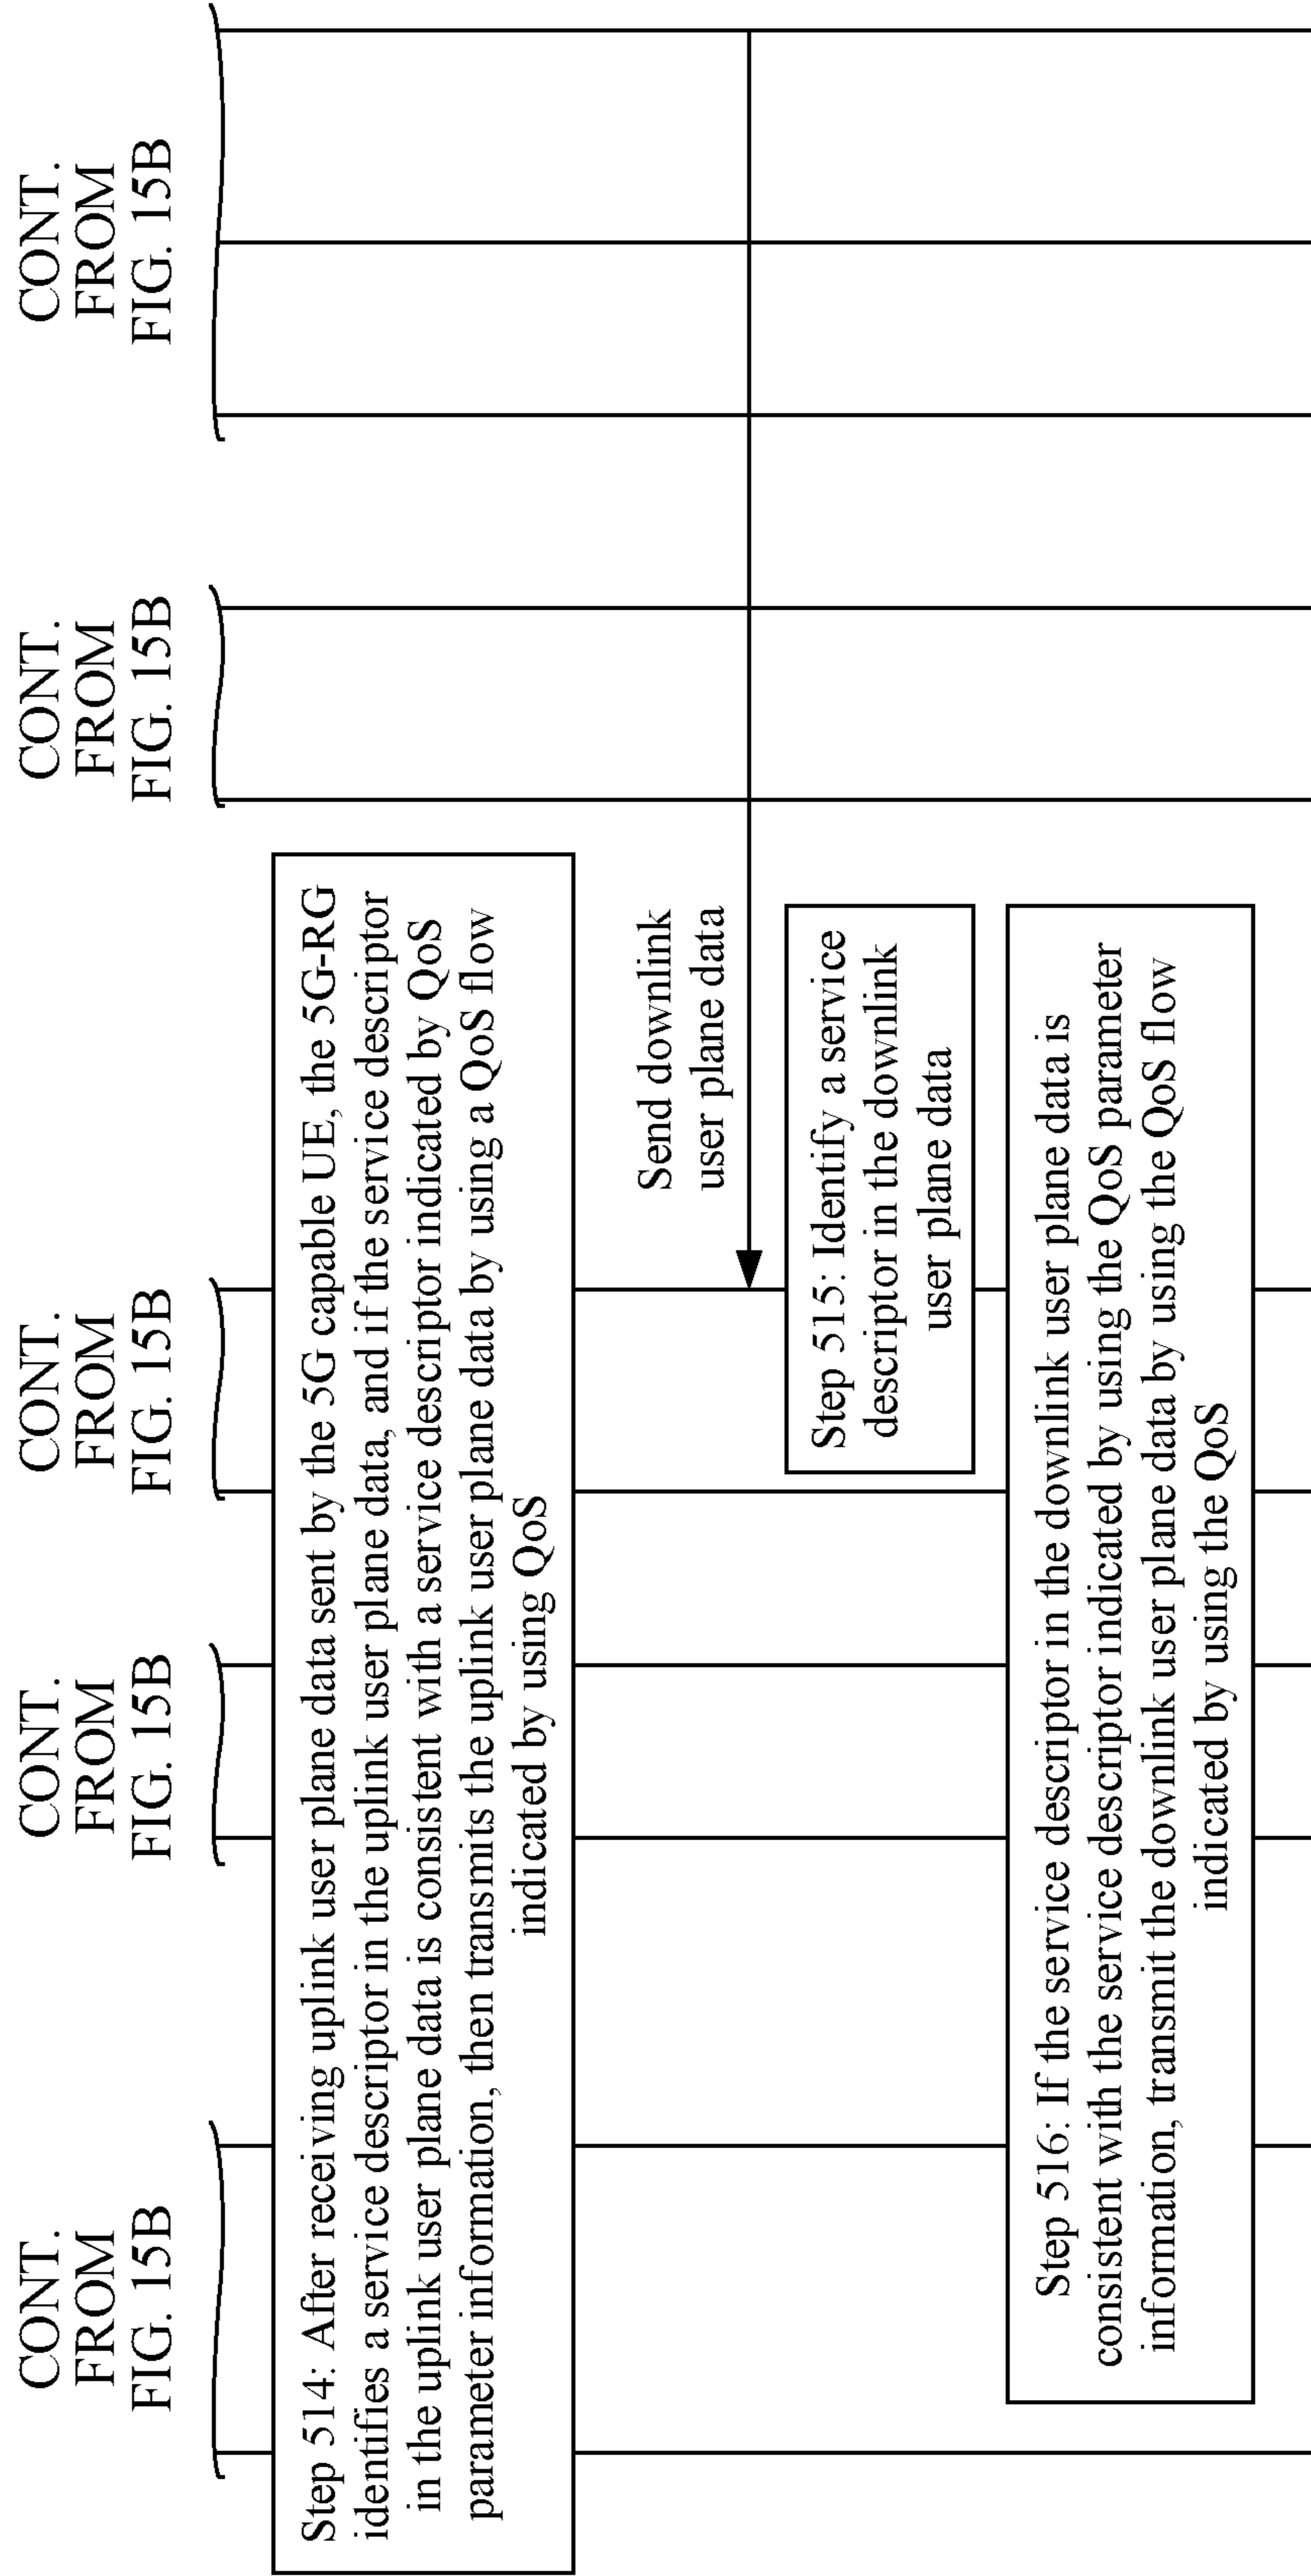 CONT.
FROM
FIG. 15B
CONT.
FROM
FIG. 15B
CONT.
FROM
FIG. 15B
CONT.
FROM
FIG. 15B
CONT.
FROM
FIG. 15B
Step 514: After receiving uplink user plane data sent by the 5G capable UE, the 5G-RG
identifies a service descriptor in the uplink user plane data, and if the service descriptor
in the uplink user plane data is consistent with a service descriptor indicated by QoS
parameter information, then transmits the uplink user plane data by using a QoS flow
indicated by using QoS
Send downlink
user plane data
Step 515: Identify a service
descriptor in the downlink
user plane data
Step 516: If the service descriptor in the downlink user plane data is
consistent with the service descriptor indicated by using the QoS parameter
information, transmit the downlink user plane data by using the QoS flow
indicated by using the QoS